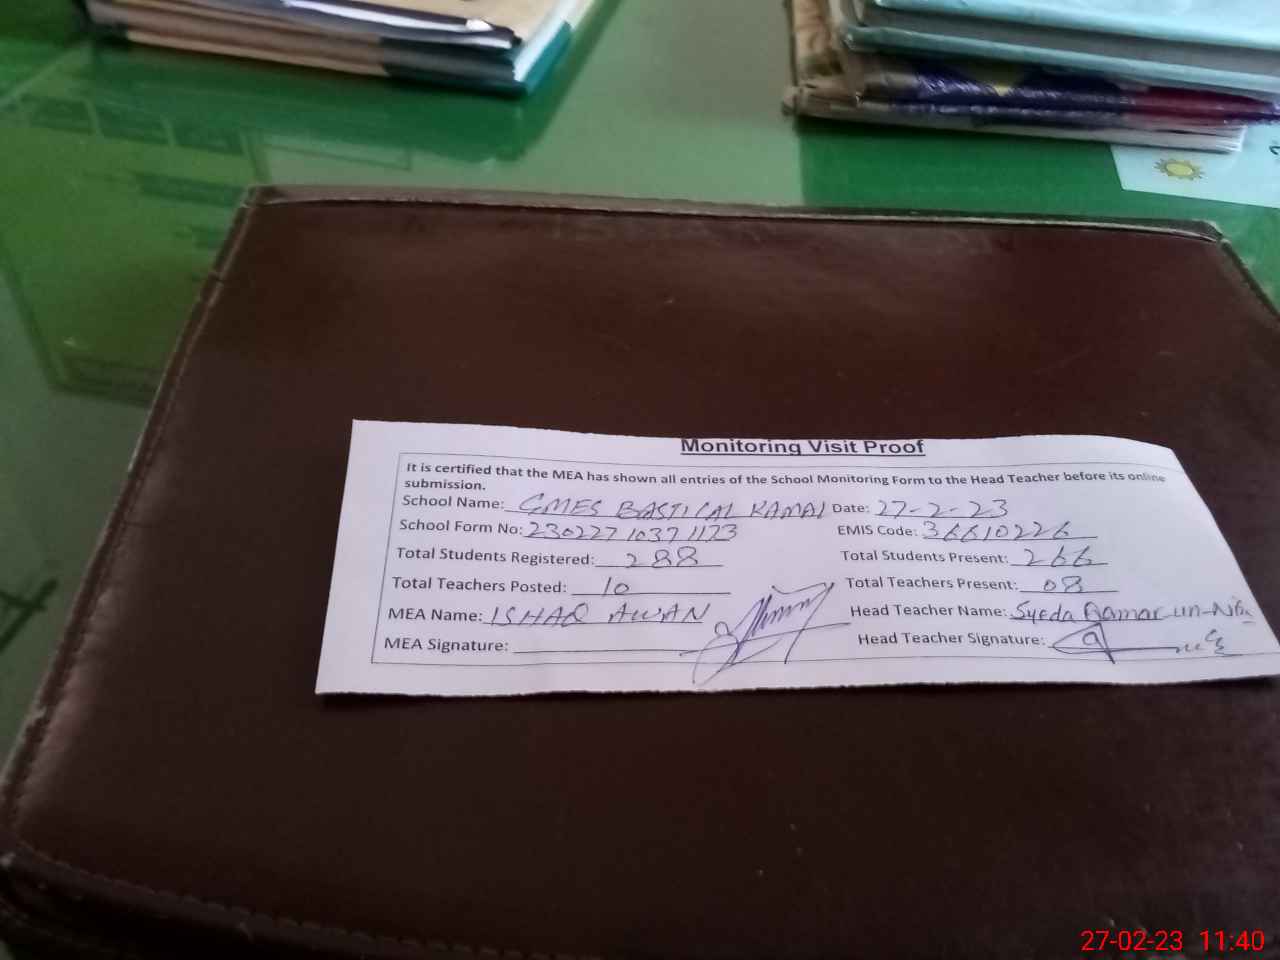 Monitoring Visit Proof
It is certified that the MEA has shown all entries of the School Monitoring Form to the Head Teacher before its online
submission.
School Name: GMES BASTI LAL KAMAL Date: 27-2-23
School Form No: 230227103711123 EMIS Code: 36610226
Total Students Registered: 288 Total Students Present: 266
Total Teachers Posted: 10 Total Teachers Present: 08
MEA Name: ISHAQ AWAN Head Teacher Name: Syeda Qamar-un-Nisa
MEA Signature: Head Teacher Signature:
27-02-23 11:40